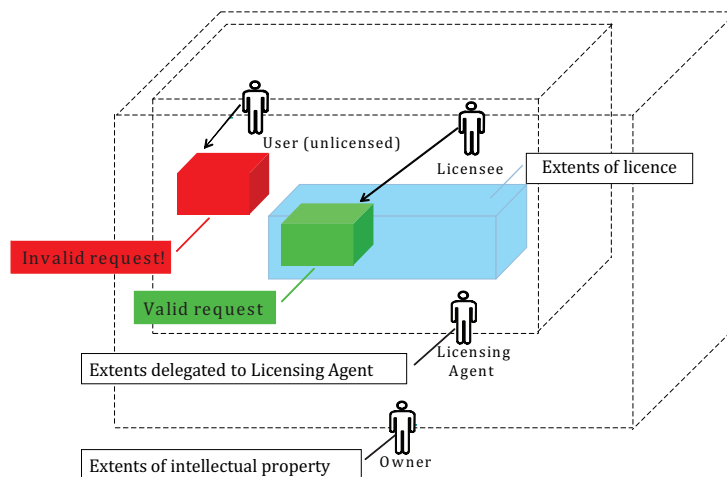 User (unlicensed)
Licensee
Extents of licence
Invalid request!
Valid request
Licensing
Agent
Extents delegated to Licensing Agent
Owner
Extents of intellectual property